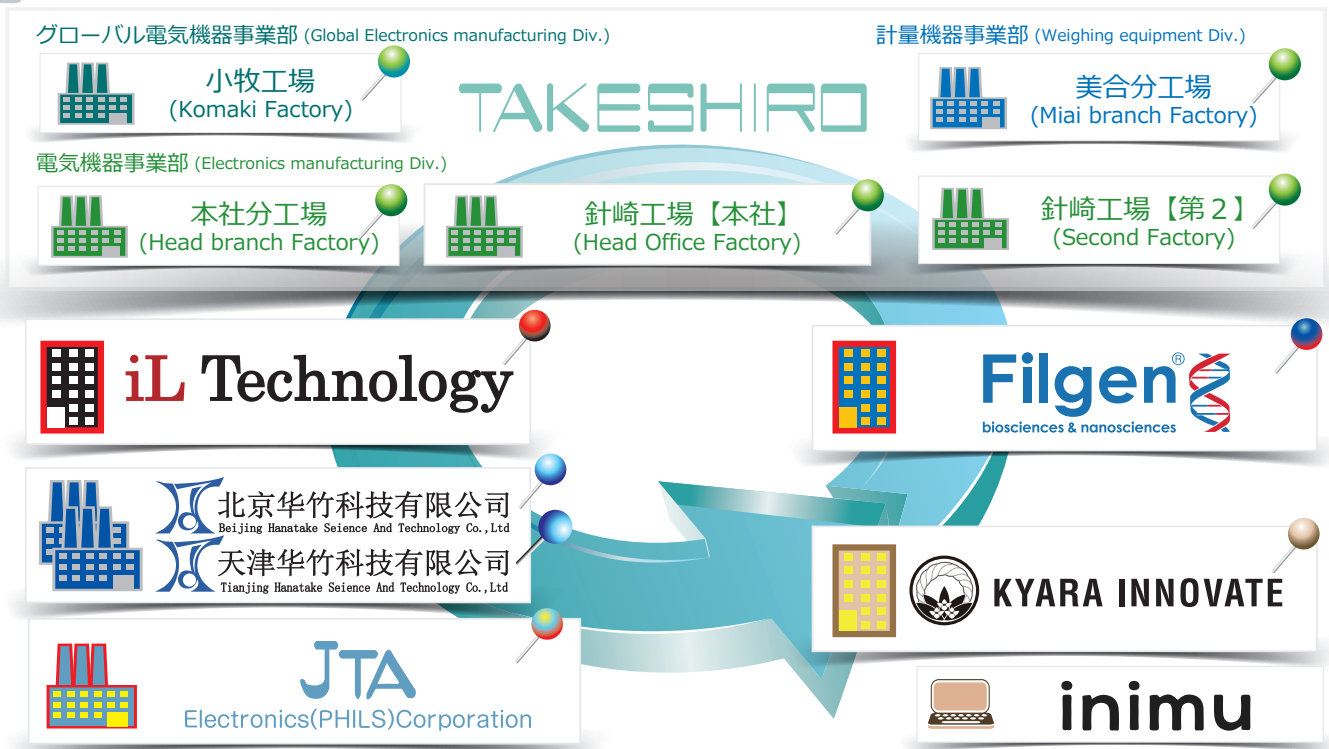 グローバル電気機器事業部 (Global Electronics manufacturing Div.)
計量機器事業部 (Weighing equipment Div.)
小牧工場
(Komaki Factory)
TAKESHIRO
美合分工場
(Miai branch Factory)
電気機器事業部 (Electronics manufacturing Div.)
本社分工場
(Head branch Factory)
針崎工場【本社】
(Head Office Factory)
針崎工場【第2】
(Second Factory)
iL Technology
Filgen®
biosciences & nanosciences
北京华竹科技有限公司
Beijing Hanatake Seience And Technology Co.,Ltd
天津华竹科技有限公司
Tianjing Hanatake Seience And Technology Co.,Ltd
KYARA INNOVATE
JTA
Electronics(PHILS)Corporation
inimu